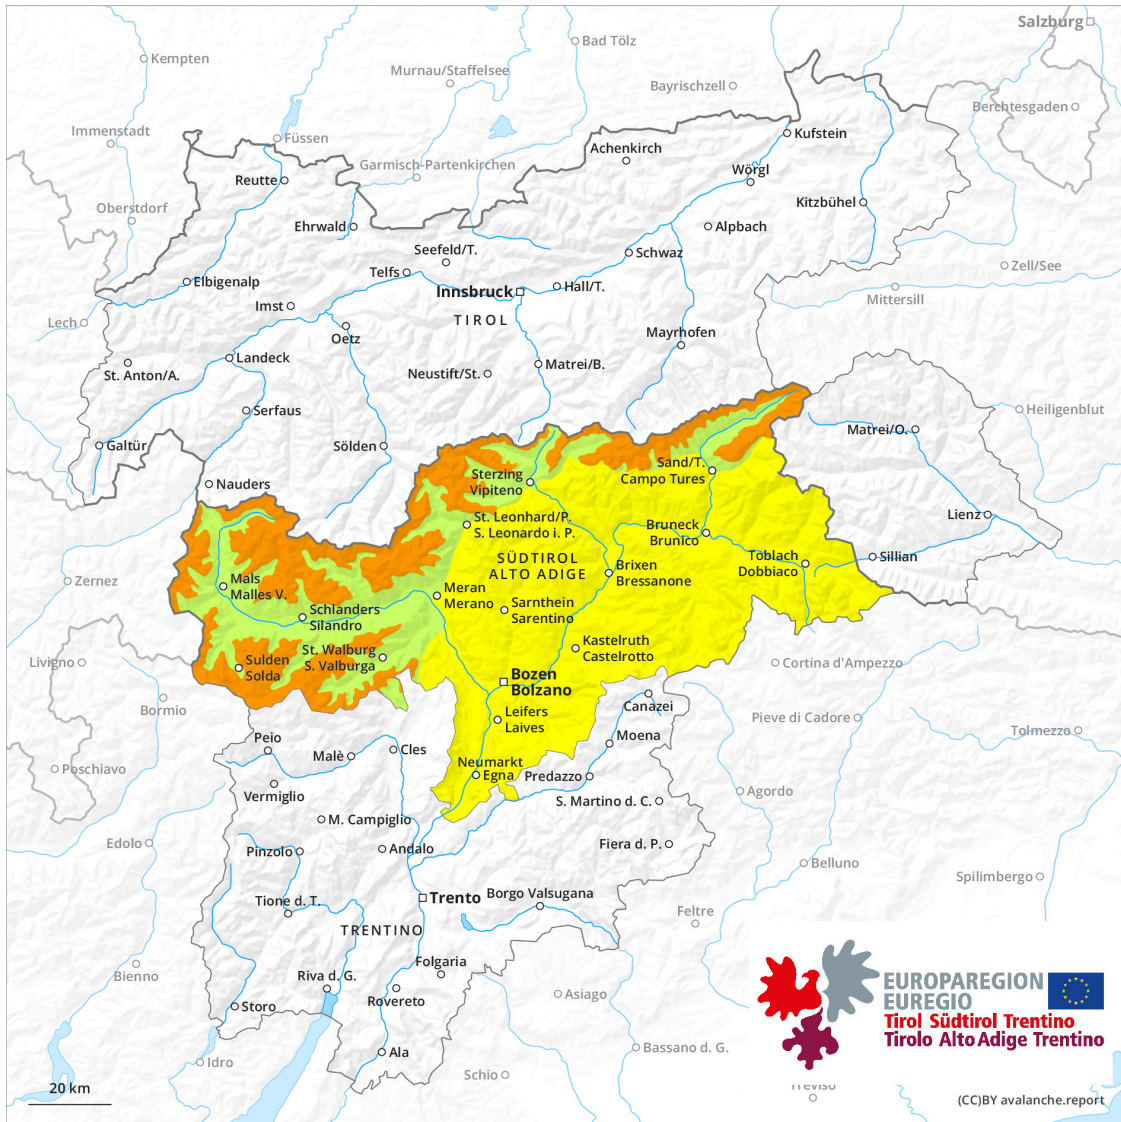 Salzburg
Bad Tölz
Kempten
Murnau/Staffelsee
Bayrischzell
Berchtesgaden
Immenstadt
Füssen
Kufstein
Achenkirch
Garmisch-Partenkirchen
Wörgl
Reutte
Kitzbühel
Oberstdorf
Ehrwald
Alpbach
Seefeld/T.
Schwaz
Zell/See
Telfs
Elbigenalp
Innsbruck
Hall/T.
Mittersill
Imst
TIROL
Lech
Oetz
Mayrhofen
Landeck
Matrei/B.
St. Anton/A.
Neustift/St.
Serfaus
Heiligenblut
Matrei/O.
Galtür
Sölden
Sand/T.
Campo Tures
Sterzing
Vipiteno
Nauders
Lienz
St. Leonhard/P.
S. Leonardo i. P.
Bruneck
Brunico
SÜDTIROL
ALTO ADIGE
Toblach
Dobbiaco
Sillian
Brixen
Bressanone
Zernez
Mals
Malles V.
Meran
Merano
Sarnthein
Sarentino
Schlanders
Silandro
Kastelruth
Castelrotto
St. Walburg
S. Valburga
Livigno
Sulden
Solda
Cortina d'Ampezzo
Bozen
Bolzano
Bormio
Canazei
Leifers
Laives
Pieve di Cadore
Tolmezzo
Peio
Moena
Malè
Cles
Poschiavo
Neumarkt
Egna
Predazzo
Vermiglio
Agordo
S. Martino d. C.
M. Campiglio
Edolo
Pinzolo
Andalo
Fiera d. P.
Belluno
Spilimbergo
Trento
Borgo Valsugana
Tione d. T.
Feltre
TRENTINO
Folgaria
Bienno
Riva d. G.
Rovereto
Asiago
Storo
EUROPAREGION
EUREGIO
Tirol Südtirol Trentino
Tirolo Alto Adige Trentino
Ala
Bassano d. G.
Idro
Schio
Treviso
20 km
(CC)BY avalanche.report